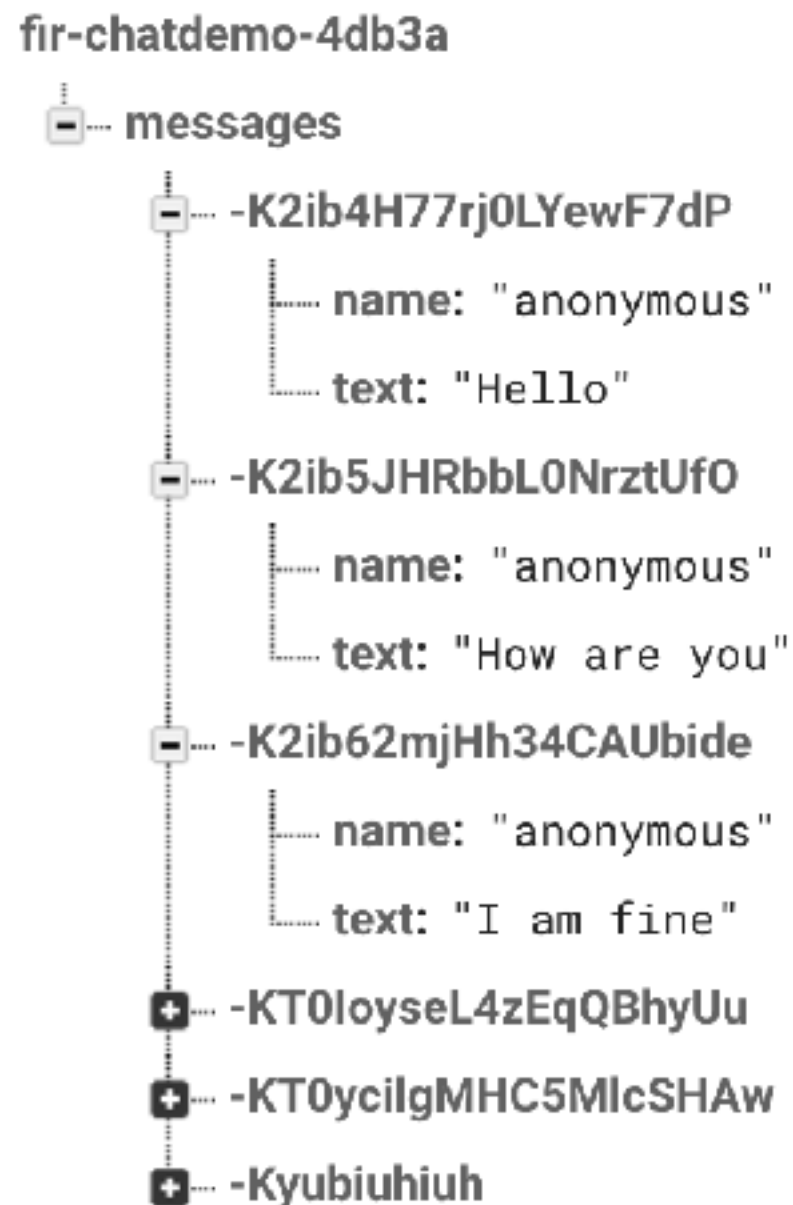 fir-chatdemo-4db3a
messages
-K2ib4H77rj0LYewF7dP
name: "anonymous"
text: "Hello"
-K2ib5JHRbbL0NrztUfO
name: "anonymous"
text: "How are you"
-K2ib62mjHh34CAUbide
name: "anonymous"
text: "I am fine"
-KT0loyseL4zEqQBhyUu
-KT0ycilgMHC5MlcSHAw
-Kyubiuhiuh